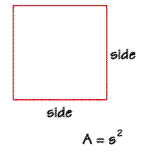 side
side
A = s²